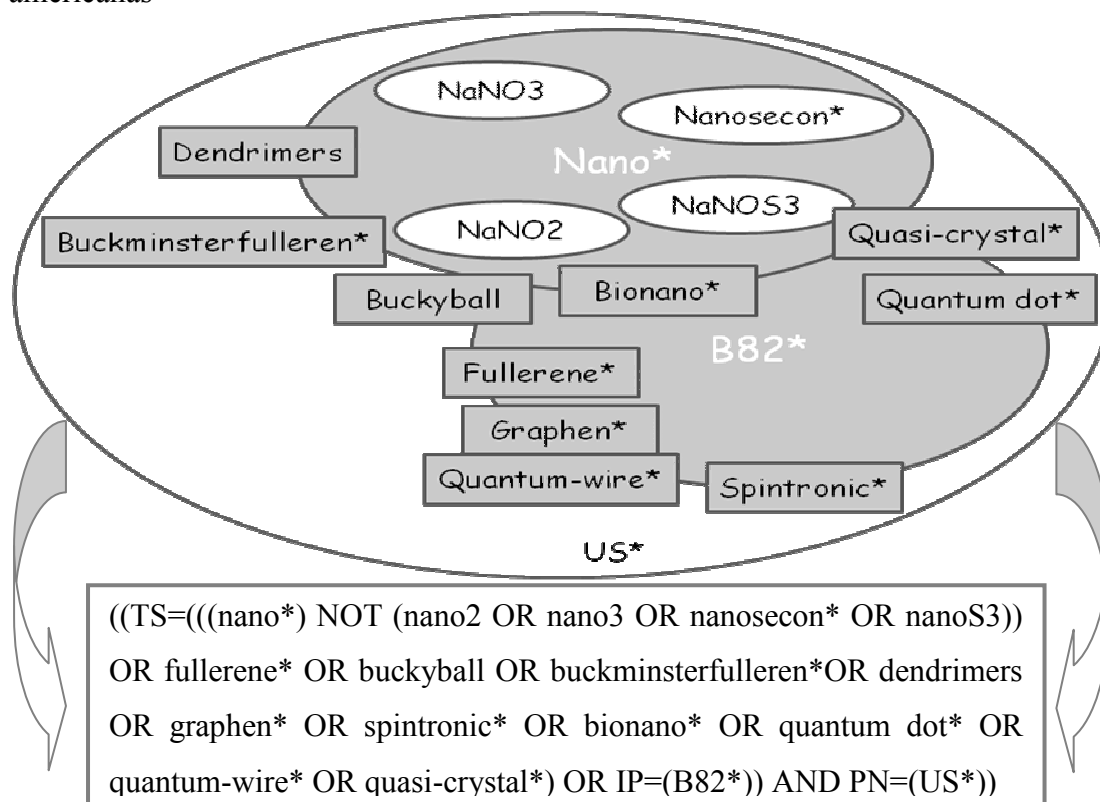 americanas
NaNO3
Nanosecon*
Dendrimers
Nano*
NaNOS3
NaNO2
Buckminsterfulleren*
Quasi-crystal*
Buckyball
Bionano*
Quantum dot*
B82*
Fullerene*
Graphen*
Quantum-wire*
Spintronic*
US*
((TS=(((nano*) NOT (nano2 OR nano3 OR nanosecon* OR nanoS3))
OR fullerene* OR buckyball OR buckminsterfulleren*OR dendrimers
OR graphen* OR spintronic* OR bionano* OR quantum dot* OR
quantum-wire* OR quasi-crystal*) OR IP=(B82*)) AND PN=(US*))